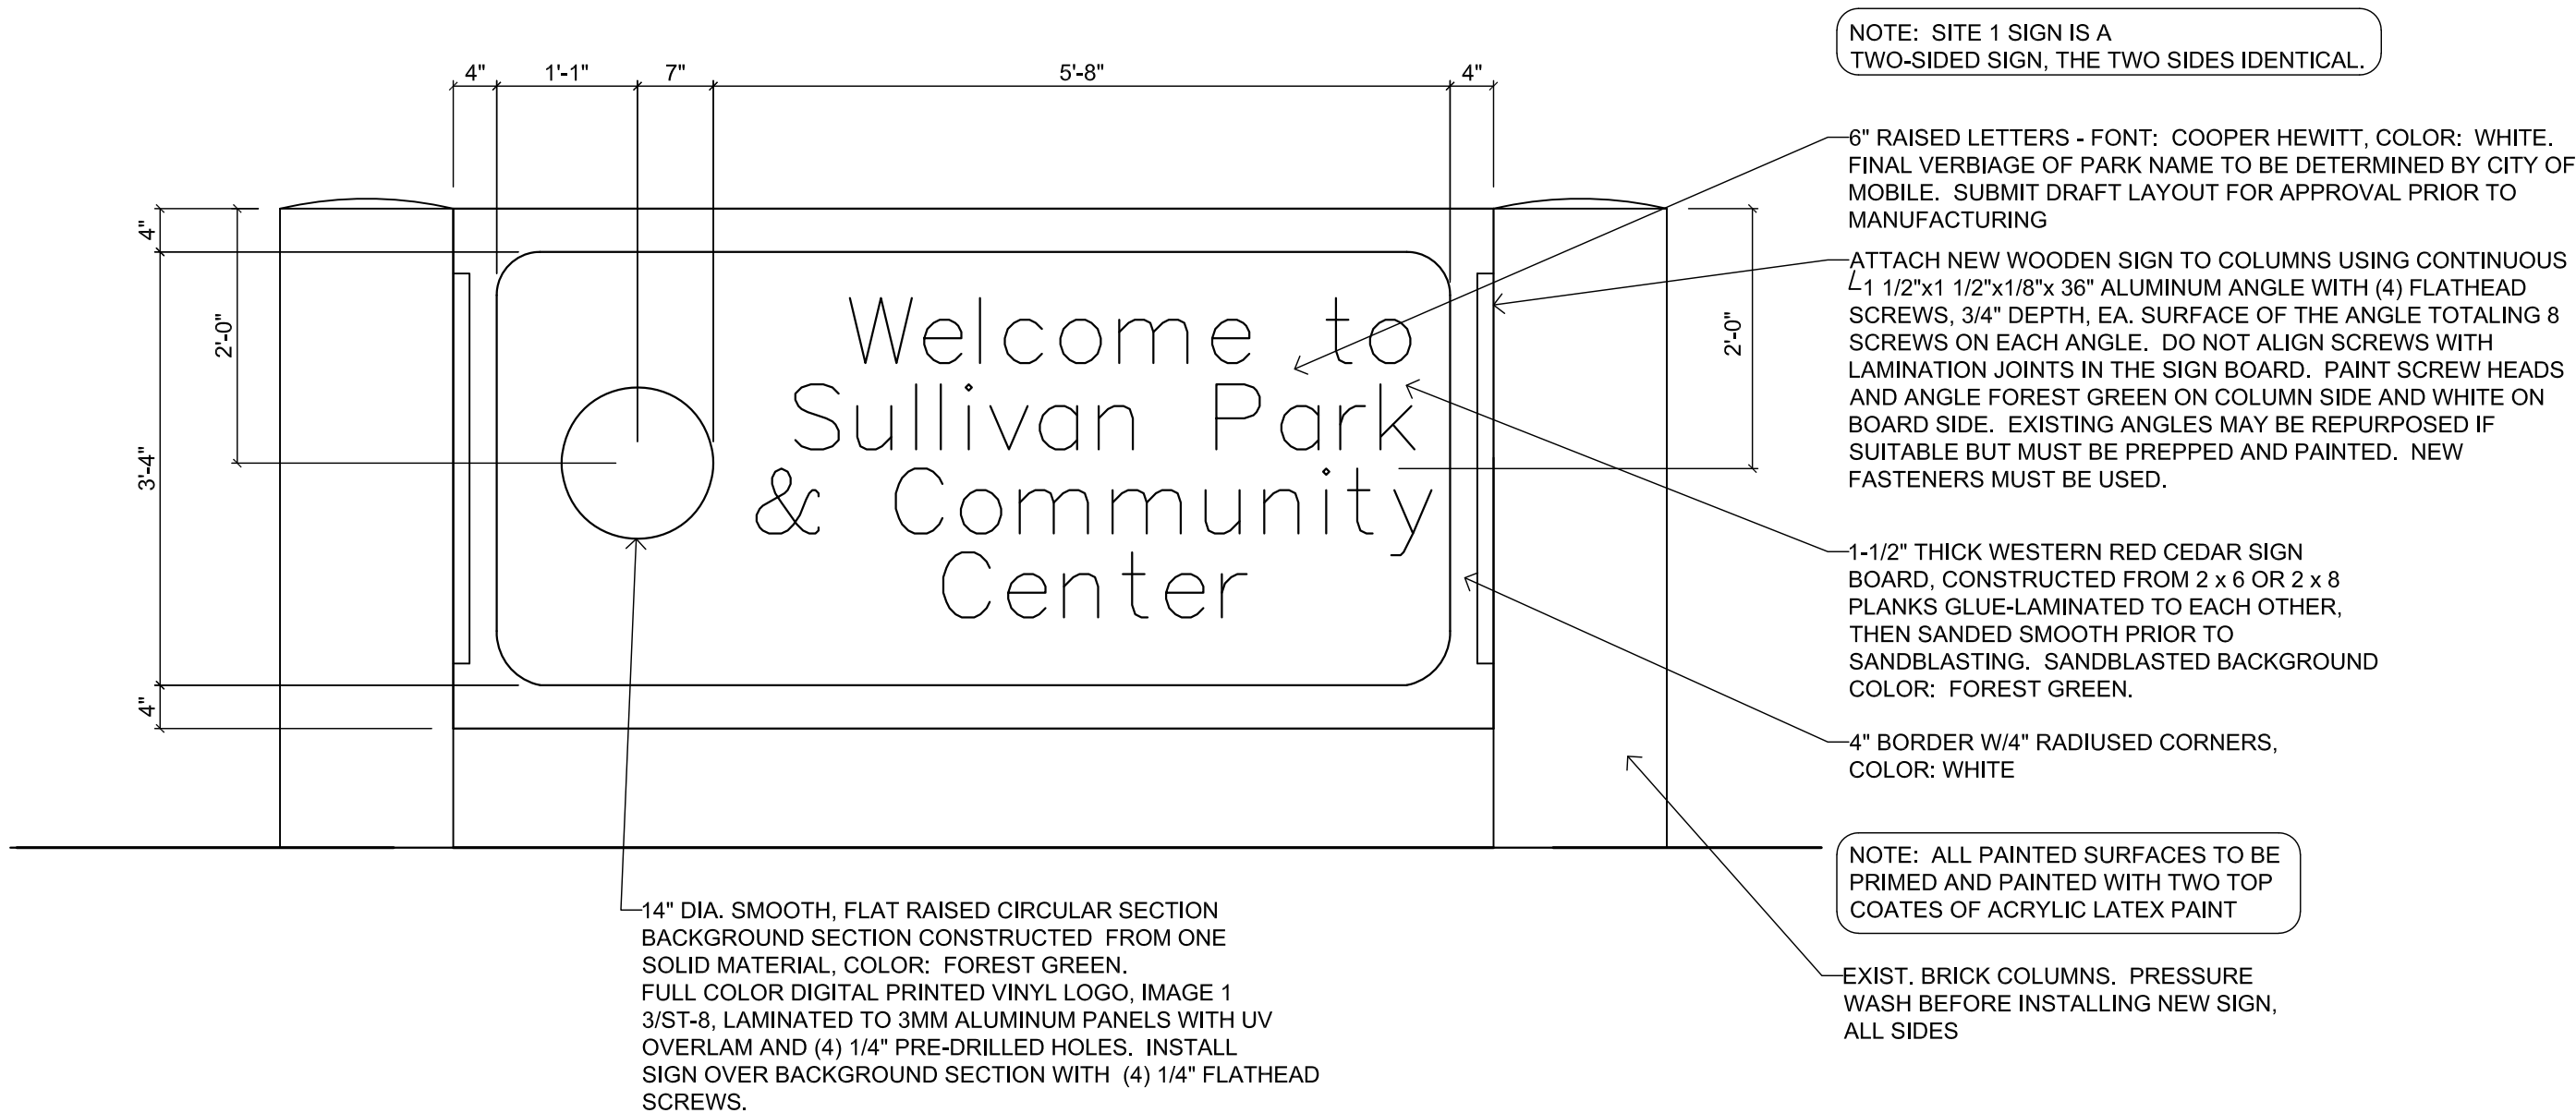 NOTE:  SITE 1 SIGN IS A
TWO-SIDED SIGN, THE TWO SIDES IDENTICAL.
4"
1'-1"
7"
5'-8"
4"
6" RAISED LETTERS - FONT:  COOPER HEWITT, COLOR:  WHITE.
FINAL VERBIAGE OF PARK NAME TO BE DETERMINED BY CITY OF
MOBILE.  SUBMIT DRAFT LAYOUT FOR APPROVAL PRIOR TO
MANUFACTURING
4"
3'-4"
4"
2'-0"
Welcome to
Sullivan Park
& Community
Center
2'-0"
ATTACH NEW WOODEN SIGN TO COLUMNS USING CONTINUOUS
1 1/2"x1 1/2"x1/8"x 36" ALUMINUM ANGLE WITH (4) FLATHEAD
SCREWS, 3/4" DEPTH, EA. SURFACE OF THE ANGLE TOTALING 8
SCREWS ON EACH ANGLE.  DO NOT ALIGN SCREWS WITH
LAMINATION JOINTS IN THE SIGN BOARD.  PAINT SCREW HEADS
AND ANGLE FOREST GREEN ON COLUMN SIDE AND WHITE ON
BOARD SIDE.  EXISTING ANGLES MAY BE REPURPOSED IF
SUITABLE BUT MUST BE PREPPED AND PAINTED.  NEW
FASTENERS MUST BE USED.
1-1/2" THICK WESTERN RED CEDAR SIGN
BOARD, CONSTRUCTED FROM 2 x 6 OR 2 x 8
PLANKS GLUE-LAMINATED TO EACH OTHER,
THEN SANDED SMOOTH PRIOR TO
SANDBLASTING.  SANDBLASTED BACKGROUND
COLOR:  FOREST GREEN.
4" BORDER W/4" RADIUSED CORNERS,
COLOR: WHITE
NOTE:  ALL PAINTED SURFACES TO BE
PRIMED AND PAINTED WITH TWO TOP
COATES OF ACRYLIC LATEX PAINT
EXIST. BRICK COLUMNS.  PRESSURE
WASH BEFORE INSTALLING NEW SIGN,
ALL SIDES
14" DIA. SMOOTH, FLAT RAISED CIRCULAR SECTION
BACKGROUND SECTION CONSTRUCTED  FROM ONE
SOLID MATERIAL, COLOR:  FOREST GREEN.
FULL COLOR DIGITAL PRINTED VINYL LOGO, IMAGE 1
3/ST-8, LAMINATED TO 3MM ALUMINUM PANELS WITH UV
OVERLAM AND (4) 1/4" PRE-DRILLED HOLES.  INSTALL
SIGN OVER BACKGROUND SECTION WITH  (4) 1/4" FLATHEAD
SCREWS.